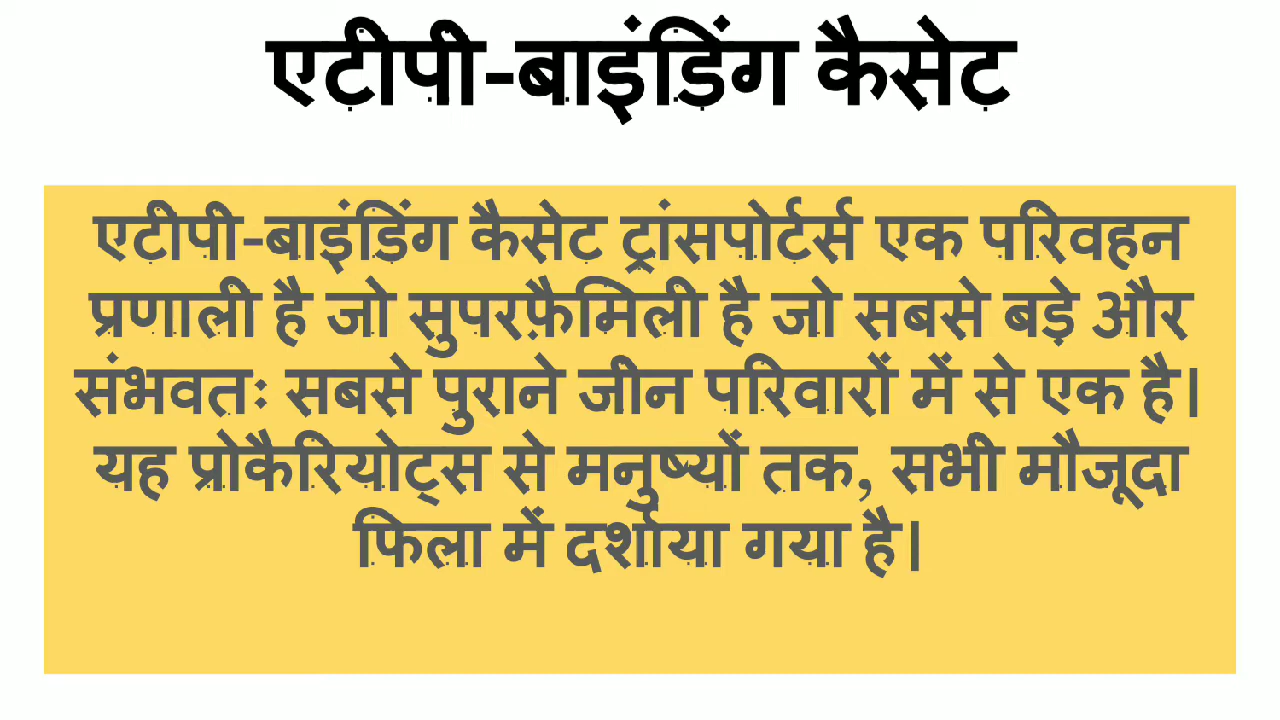 एटीपी-बाइंडिंग कैसेट
एटीपी-बाइंडिंग कैसेट ट्रांसपोर्टर्स एक परिवहन
प्रणाली है जो सुपरफ़ैमिली है जो सबसे बड़े और
संभवतः सबसे पुराने जीन परिवारों में से एक है।
यह प्रोकैरियोट्स से मनुष्यों तक, सभी मौजूदा
फिला में दर्शाया गया है।